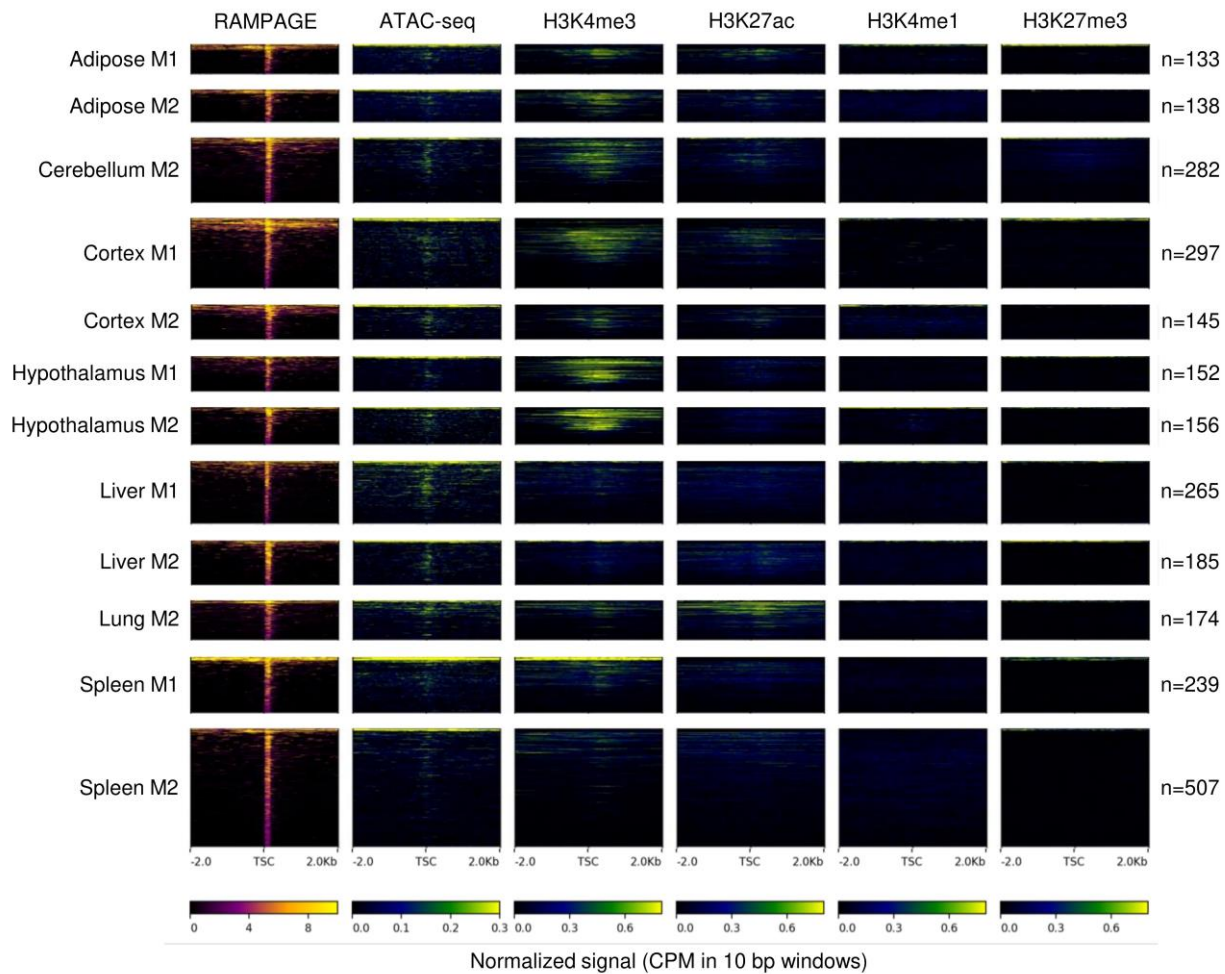 RAMPAGE ATAC-seq H3K4me3 H3K27ac H3K4me1 H3K27me3
Adipose M1 n=133
Adipose M2 n=138
Cerebellum M2 n=282
Cortex M1 n=297
Cortex M2 n=145
Hypothalamus M1 n=152
Hypothalamus M2 n=156
Liver M1 n=265
Liver M2 n=185
Lung M2 n=174
Spleen M1 n=239
Spleen M2 n=507
-2.0 TSC 2.0Kb -2.0 TSC 2.0Kb -2.0 TSC 2.0Kb -2.0 TSC 2.0Kb -2.0 TSC 2.0Kb -2.0 TSC 2.0Kb
0 4 8 0.0 0.1 0.2 0.3 0.0 0.3 0.6 0.0 0.3 0.6 0.0 0.3 0.6 0.0 0.3 0.6
Normalized signal (CPM in 10 bp windows)